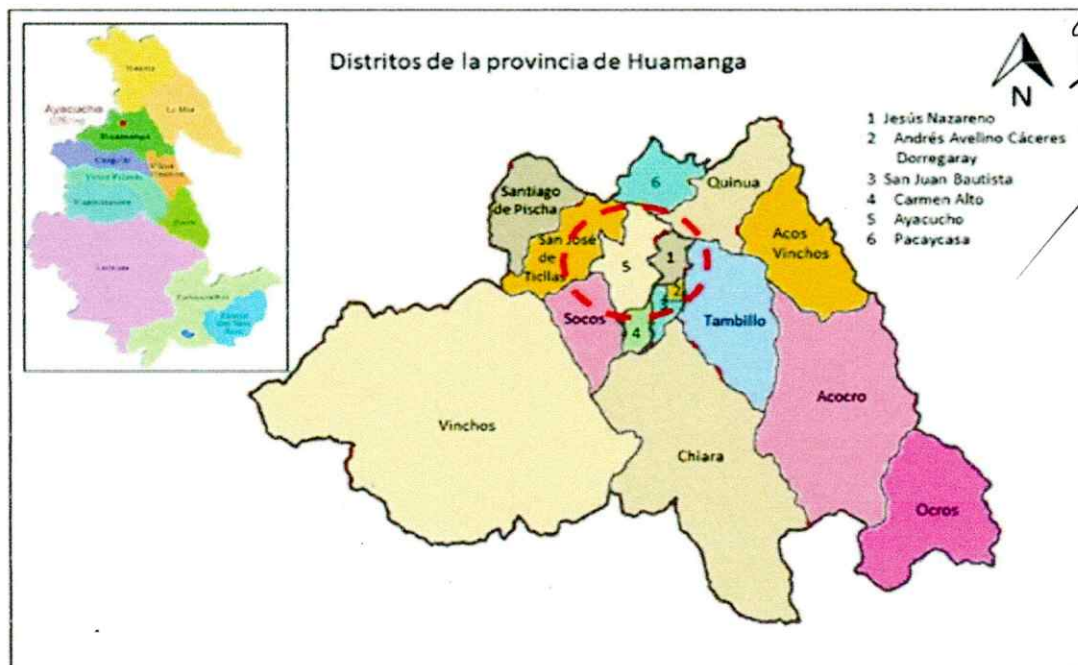 Distritos de la provincia de Huamanga
N
1 Jesús Nazareno
2 Andrés Avelino Cáceres
Dorregaray
3 San Juan Bautista
4 Carmen Alto
5 Ayacucho
6 Pacaycasa
Ayacucho
Huamanga
La Mar
Santiago
de Pischa
6
Quinua
San José
de
Ticllas
5
1
Acos
Vinchos
2
3
4
Socos
Tambillo
Vinchos
Chiara
Acocro
Ocros